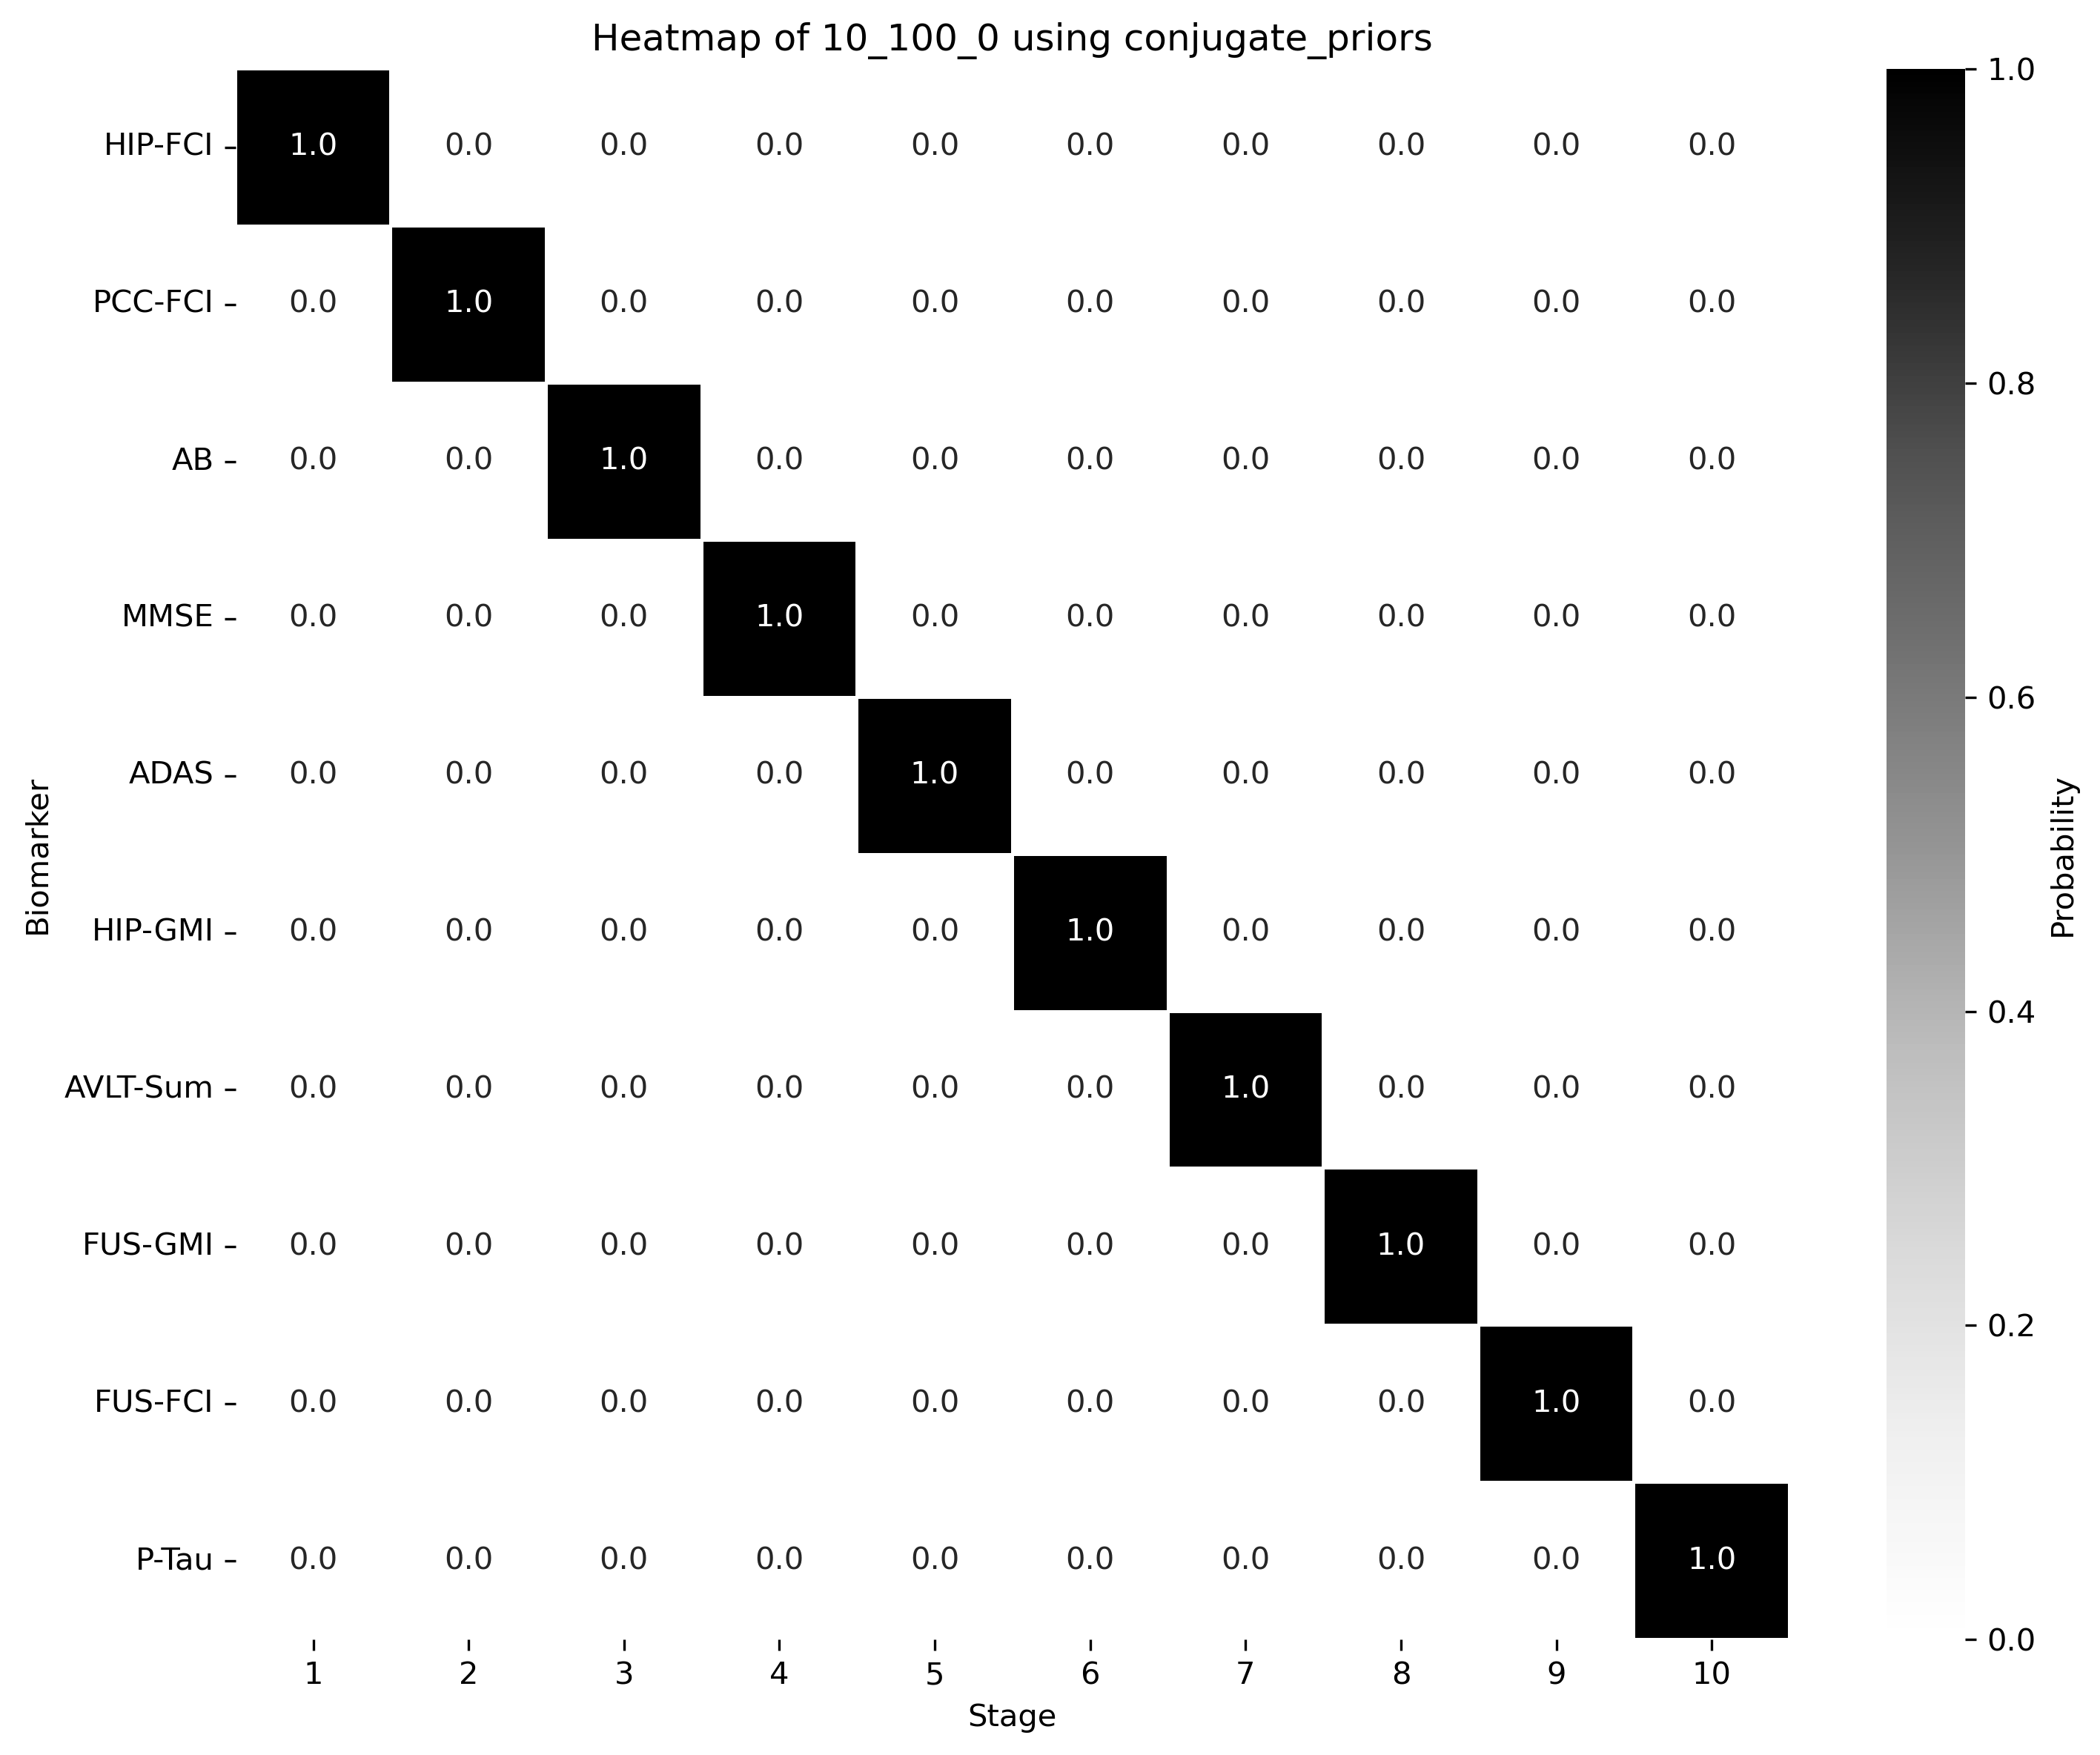 Heatmap of 10_100_0 using conjugate_priors
HIP-FCI 1.0 0.0 0.0 0.0 0.0 0.0 0.0 0.0 0.0 0.0
PCC-FCI 0.0 1.0 0.0 0.0 0.0 0.0 0.0 0.0 0.0 0.0
AB 0.0 0.0 1.0 0.0 0.0 0.0 0.0 0.0 0.0 0.0
MMSE 0.0 0.0 0.0 1.0 0.0 0.0 0.0 0.0 0.0 0.0
ADAS 0.0 0.0 0.0 0.0 1.0 0.0 0.0 0.0 0.0 0.0
HIP-GMI 0.0 0.0 0.0 0.0 0.0 1.0 0.0 0.0 0.0 0.0
AVLT-Sum 0.0 0.0 0.0 0.0 0.0 0.0 1.0 0.0 0.0 0.0
FUS-GMI 0.0 0.0 0.0 0.0 0.0 0.0 0.0 1.0 0.0 0.0
FUS-FCI 0.0 0.0 0.0 0.0 0.0 0.0 0.0 0.0 1.0 0.0
P-Tau 0.0 0.0 0.0 0.0 0.0 0.0 0.0 0.0 0.0 1.0
1 2 3 4 5 6 7 8 9 10
Stage
Biomarker
1.0
0.8
0.6
0.4
0.2
0.0
Probability